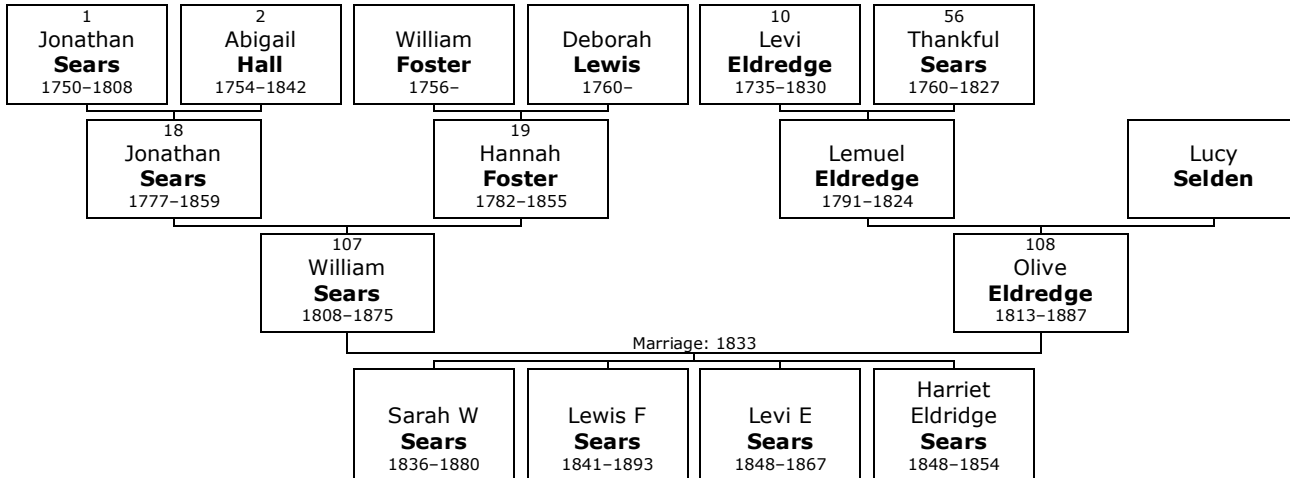 1
Jonathan
Sears
1750–1808
2
Abigail
Hall
1754–1842
William
Foster
1756–
Deborah
Lewis
1760–
10
Levi
Eldredge
1735–1830
56
Thankful
Sears
1760–1827
18
Jonathan
Sears
1777–1859
19
Hannah
Foster
1782–1855
Lemuel
Eldredge
1791–1824
Lucy
Selden
107
William
Sears
1808–1875
108
Olive
Eldredge
1813–1887
Marriage: 1833
Sarah W
Sears
1836–1880
Lewis F
Sears
1841–1893
Levi E
Sears
1848–1867
Harriet
Eldridge
Sears
1848–1854